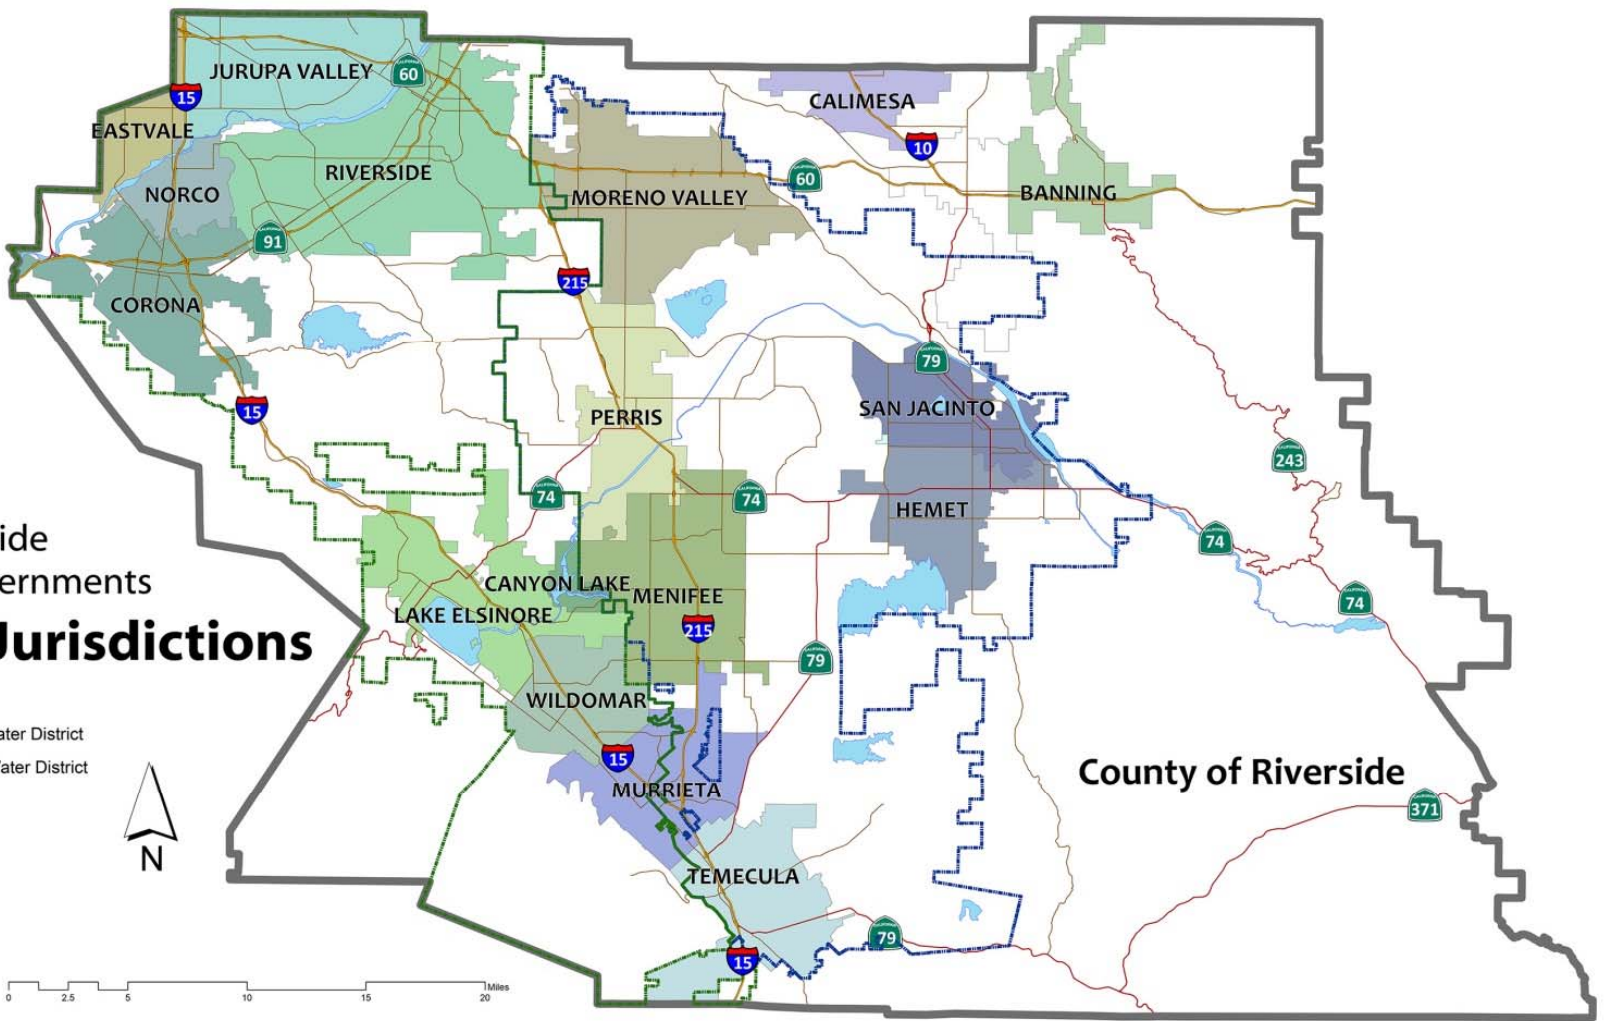 JURUPA VALLEY
60
15
CALIMESA
EASTVALE
10
RIVERSIDE
60
NORCO
MORENO VALLEY
BANNING
91
215
CORONA
79
15
SAN JACINTO
PERRIS
243
74
74
HEMET
ide
74
ernments
CANYON LAKE
MENIFEE
74
LAKE ELSINORE
Jurisdictions
215
79
WILDOMAR
ater District
15
Water District
County of Riverside
MURRIETA
371
N
TEMECULA
79
15
Miles
0 2.5 5 10 15 20